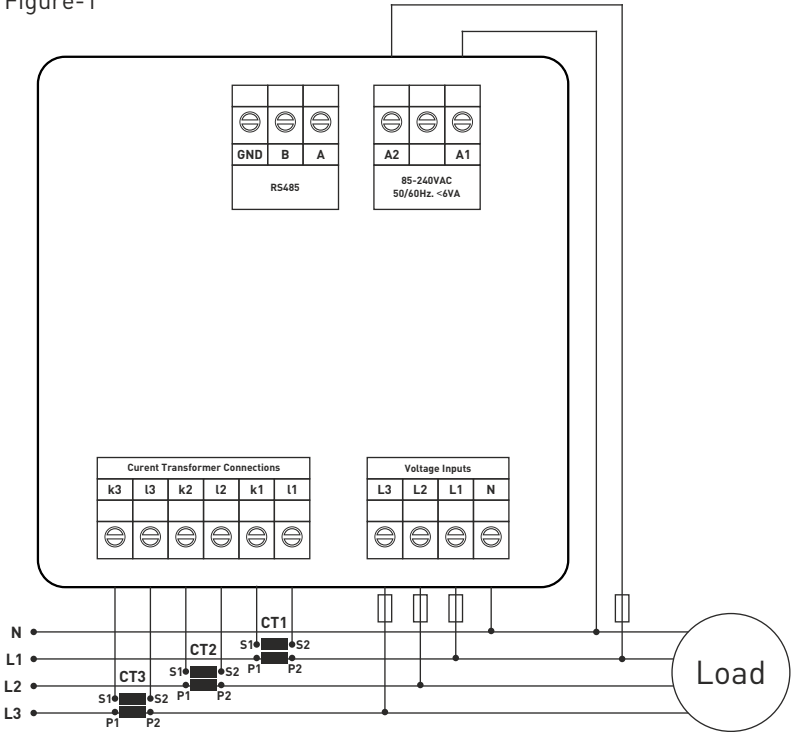 Figure-1
GND B A
RS485
A2 A1
85-240VAC
50/60Hz. <6VA
Curent Transformer Connections
k3 l3 k2 l2 k1 l1
Voltage Inputs
L3 L2 L1 N
N
CT1
S1 S2
L1
CT2
P1 P2
S1 S2
L2
CT3
P1 P2
S1 S2
L3
P1 P2
Load